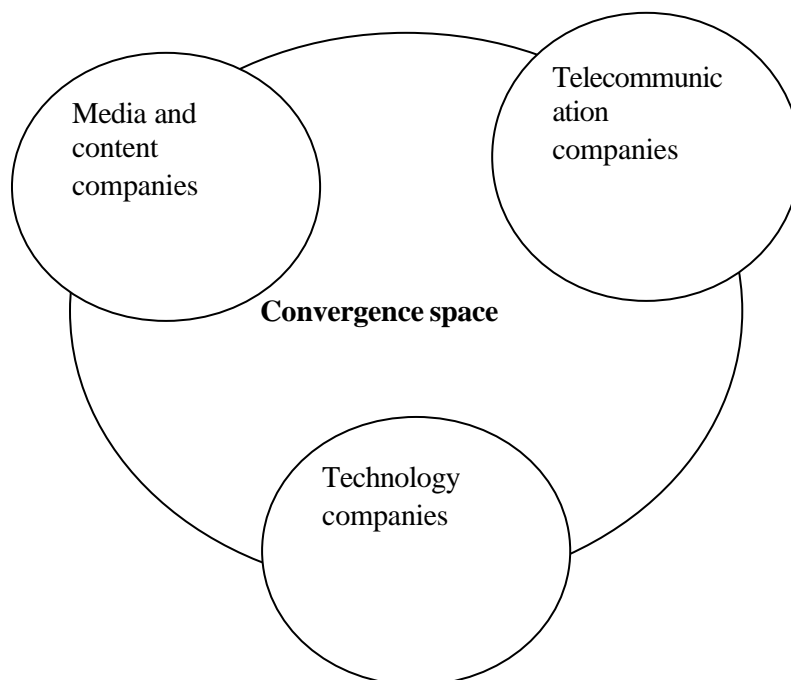 Media and
content
companies
Telecommunic
ation
companies
Convergence space
Technology
companies